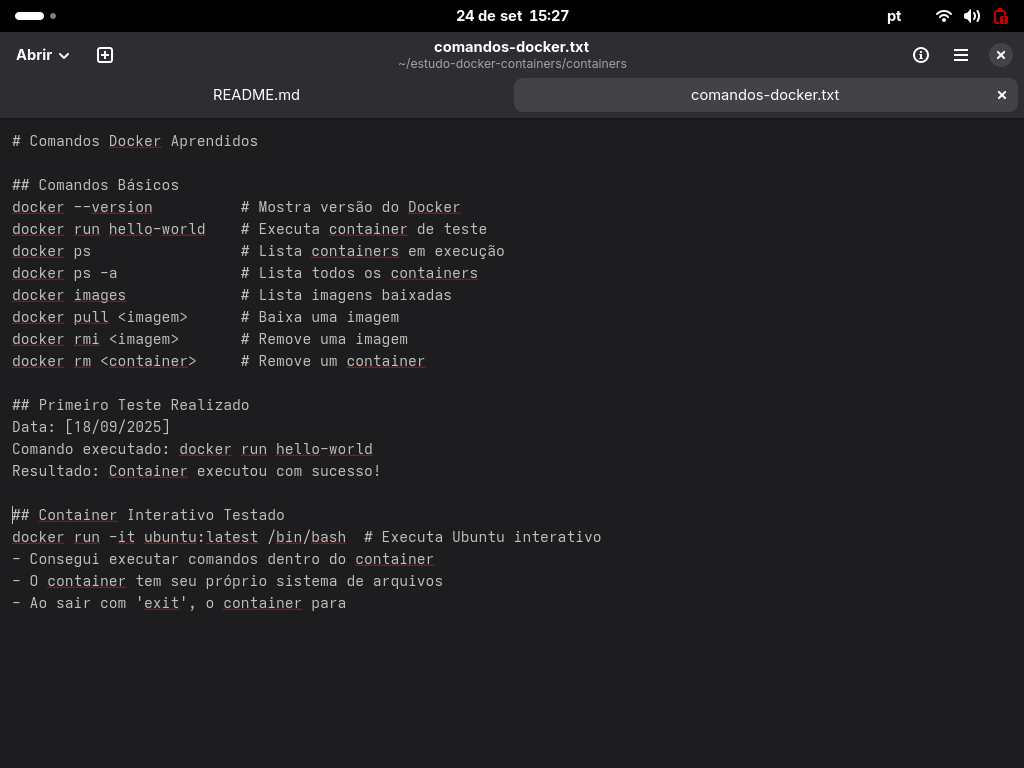 24 de set 15:27
pt
Abrir
comandos-docker.txt
~/estudo-docker-containers/containers
README.md
comandos-docker.txt
# Comandos Docker Aprendidos
## Comandos Básicos
docker --version          # Mostra versão do Docker
docker run hello-world    # Executa container de teste
docker ps                 # Lista containers em execução
docker ps -a              # Lista todos os containers
docker images             # Lista imagens baixadas
docker pull <imagem>      # Baixa uma imagem
docker rmi <imagem>       # Remove uma imagem
docker rm <container>     # Remove um container
## Primeiro Teste Realizado
Data: [18/09/2025]
Comando executado: docker run hello-world
Resultado: Container executou com sucesso!
## Container Interativo Testado
docker run -it ubuntu:latest /bin/bash  # Executa Ubuntu interativo
- Consegui executar comandos dentro do container
- O container tem seu próprio sistema de arquivos
- Ao sair com 'exit', o container para